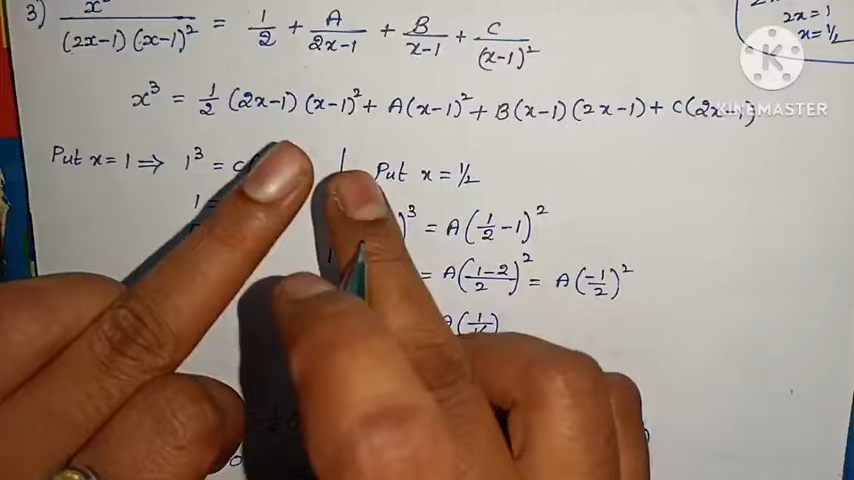 3) x³/((2x-1)(x-1)²) = 1/2 + A/(2x-1) + B/(x-1) + C/(x-1)²
2x=1
x=1/2
KINEMASTER
x³ = 1/2 (2x-1)(x-1)² + A(x-1)² + B(x-1)(2x-1) + C(2x-1)
Put x=1 ⇒ 1³ = C
Put x = 1/2
)³ = A(1/2 - 1)²
= A((1-2)/2)² = A(-1/2)²